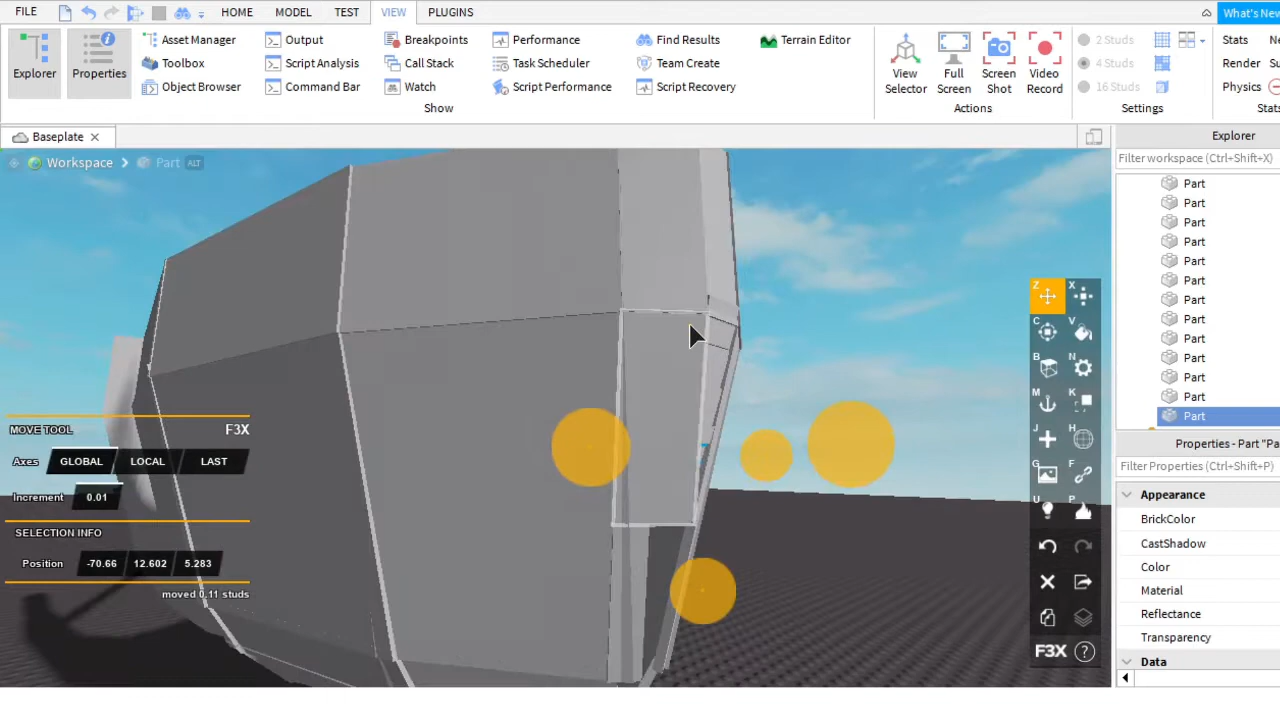 FILE HOME MODEL TEST VIEW PLUGINS What's New
Explorer
Properties
Asset Manager
Toolbox
Object Browser
Output
Script Analysis
Command Bar
Breakpoints
Call Stack
Watch
Performance
Task Scheduler
Script Performance
Find Results
Team Create
Script Recovery
Terrain Editor
Show
View Selector
Full Screen
Screen Shot
Video Record
Actions
2 Studs
4 Studs
16 Studs
Settings
Stats
Render
Physics
Baseplate
Workspace Part ALT
Explorer
Filter workspace (Ctrl+Shift+X)
Part
Part
Part
Part
Part
Part
Part
Part
Part
Part
Part
Part
Part
MOVE TOOL F3X
Axes GLOBAL LOCAL LAST
Increment 0.01
SELECTION INFO
Position -70.66 12.602 5.283
moved 0.11 studs
Z X
C V
B N
M K
J H
G F
U P
F3X ?
Properties - Part "Pa
Filter Properties (Ctrl+Shift+P)
Appearance
BrickColor
CastShadow
Color
Material
Reflectance
Transparency
Data